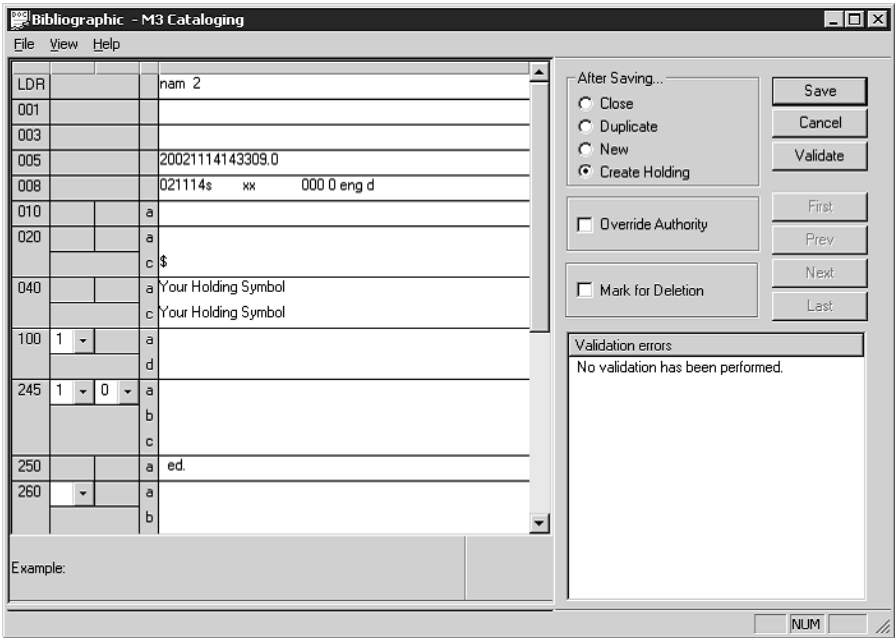 Bibliographic - M3 Cataloging
File View Help
LDR nam 2
001
003
005 20021114143309.0
008 021114s xx 000 0 eng d
010 a
020 a
c $
040 a Your Holding Symbol
c Your Holding Symbol
100 1 a
d
245 1 0 a
b
c
250 a ed.
260 a
b
Example:
After Saving...
Close
Duplicate
New
Create Holding
Override Authority
Mark for Deletion
Save
Cancel
Validate
First
Prev
Next
Last
Validation errors
No validation has been performed.
NUM